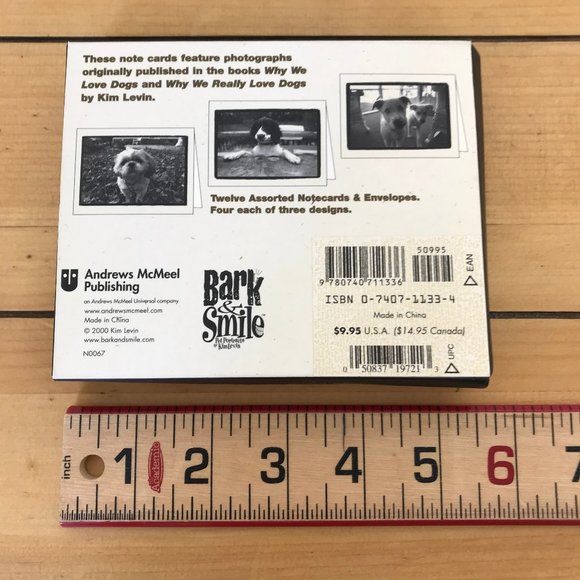 These note cards feature photographs
originally published in the books Why We
Love Dogs and Why We Really Love Dogs
by Kim Levin.
Twelve Assorted Notecards & Envelopes.
Four each of three designs.
Andrews McMeel
Publishing
an Andrews McMeel Universal company
www.andrewsmcmeel.com
Made in China
© 2000 Kim Levin
www.barkandsmile.com
N0067
Bark
&
Smile™
Pet Portraits
by Kim Levin
50995
9 780740 711336
EAN
ISBN 0-7407-1133-4
Made in China
$9.95 U.S.A. ($14.95 Canada)
0 50837 19721 3
UPC
inch 1 2 3 4 5 6 7
Academic